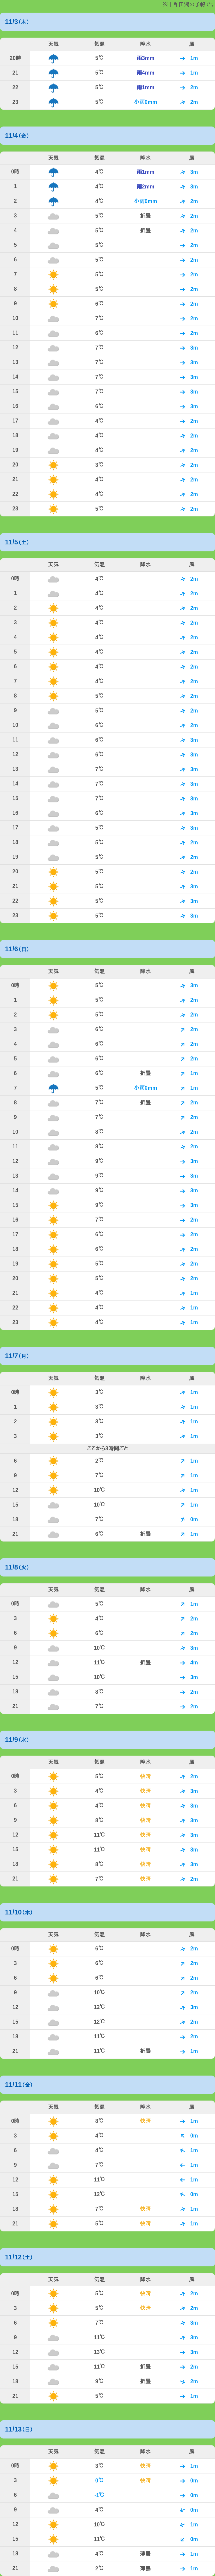 ※十和田湖の予報です
11/3(木)
天気 気温 降水 風
20時 5℃ 雨3mm 1m
21 5℃ 雨4mm 1m
22 5℃ 雨1mm 2m
23 5℃ 小雨0mm 2m
11/4(金)
天気 気温 降水 風
0時 4℃ 雨1mm 3m
1 4℃ 雨2mm 3m
2 4℃ 小雨0mm 2m
3 5℃ 折曇 2m
4 5℃ 折曇 2m
5 5℃ 2m
6 5℃ 2m
7 5℃ 2m
8 5℃ 2m
9 6℃ 2m
10 7℃ 2m
11 6℃ 2m
12 7℃ 3m
13 7℃ 3m
14 7℃ 3m
15 7℃ 3m
16 6℃ 3m
17 4℃ 2m
18 4℃ 2m
19 4℃ 2m
20 3℃ 2m
21 4℃ 2m
22 4℃ 2m
23 5℃ 2m
11/5(土)
天気 気温 降水 風
0時 4℃ 2m
1 4℃ 2m
2 4℃ 2m
3 4℃ 2m
4 4℃ 2m
5 4℃ 2m
6 4℃ 2m
7 4℃ 2m
8 5℃ 2m
9 5℃ 2m
10 6℃ 2m
11 6℃ 3m
12 6℃ 3m
13 7℃ 3m
14 7℃ 3m
15 7℃ 3m
16 6℃ 3m
17 5℃ 3m
18 5℃ 2m
19 5℃ 2m
20 5℃ 2m
21 5℃ 3m
22 5℃ 3m
23 5℃ 3m
11/6(日)
天気 気温 降水 風
0時 5℃ 3m
1 5℃ 2m
2 5℃ 2m
3 6℃ 2m
4 6℃ 2m
5 6℃ 2m
6 6℃ 折曇 1m
7 5℃ 小雨0mm 1m
8 7℃ 折曇 2m
9 7℃ 2m
10 8℃ 2m
11 8℃ 2m
12 9℃ 3m
13 9℃ 3m
14 9℃ 3m
15 9℃ 3m
16 7℃ 2m
17 6℃ 2m
18 6℃ 2m
19 5℃ 2m
20 5℃ 2m
21 4℃ 1m
22 4℃ 1m
23 4℃ 1m
11/7(月)
天気 気温 降水 風
0時 3℃ 1m
1 3℃ 1m
2 3℃ 1m
3 3℃ 1m
ここから3時間ごと
6 2℃ 1m
9 7℃ 1m
12 10℃ 1m
15 10℃ 1m
18 7℃ 0m
21 6℃ 折曇 1m
11/8(火)
天気 気温 降水 風
0時 5℃ 1m
3 4℃ 2m
6 6℃ 2m
9 10℃ 3m
12 11℃ 折曇 4m
15 10℃ 3m
18 8℃ 2m
21 7℃ 2m
11/9(水)
天気 気温 降水 風
0時 5℃ 快晴 2m
3 4℃ 快晴 3m
6 4℃ 快晴 3m
9 8℃ 快晴 3m
12 11℃ 快晴 3m
15 11℃ 快晴 3m
18 8℃ 快晴 3m
21 7℃ 快晴 2m
11/10(木)
天気 気温 降水 風
0時 6℃ 2m
3 6℃ 2m
6 6℃ 2m
9 10℃ 2m
12 12℃ 3m
15 12℃ 2m
18 11℃ 2m
21 11℃ 折曇 1m
11/11(金)
天気 気温 降水 風
0時 8℃ 快晴 1m
3 4℃ 0m
6 4℃ 1m
9 7℃ 1m
12 11℃ 1m
15 12℃ 0m
18 7℃ 快晴 1m
21 5℃ 快晴 1m
11/12(土)
天気 気温 降水 風
0時 5℃ 快晴 2m
3 5℃ 快晴 2m
6 7℃ 3m
9 11℃ 3m
12 13℃ 3m
15 11℃ 折曇 2m
18 9℃ 折曇 2m
21 5℃ 1m
11/13(日)
天気 気温 降水 風
0時 3℃ 快晴 1m
3 0℃ 快晴 0m
6 -1℃ 0m
9 4℃ 0m
12 10℃ 1m
15 11℃ 0m
18 4℃ 薄曇 1m
21 2℃ 薄曇 1m